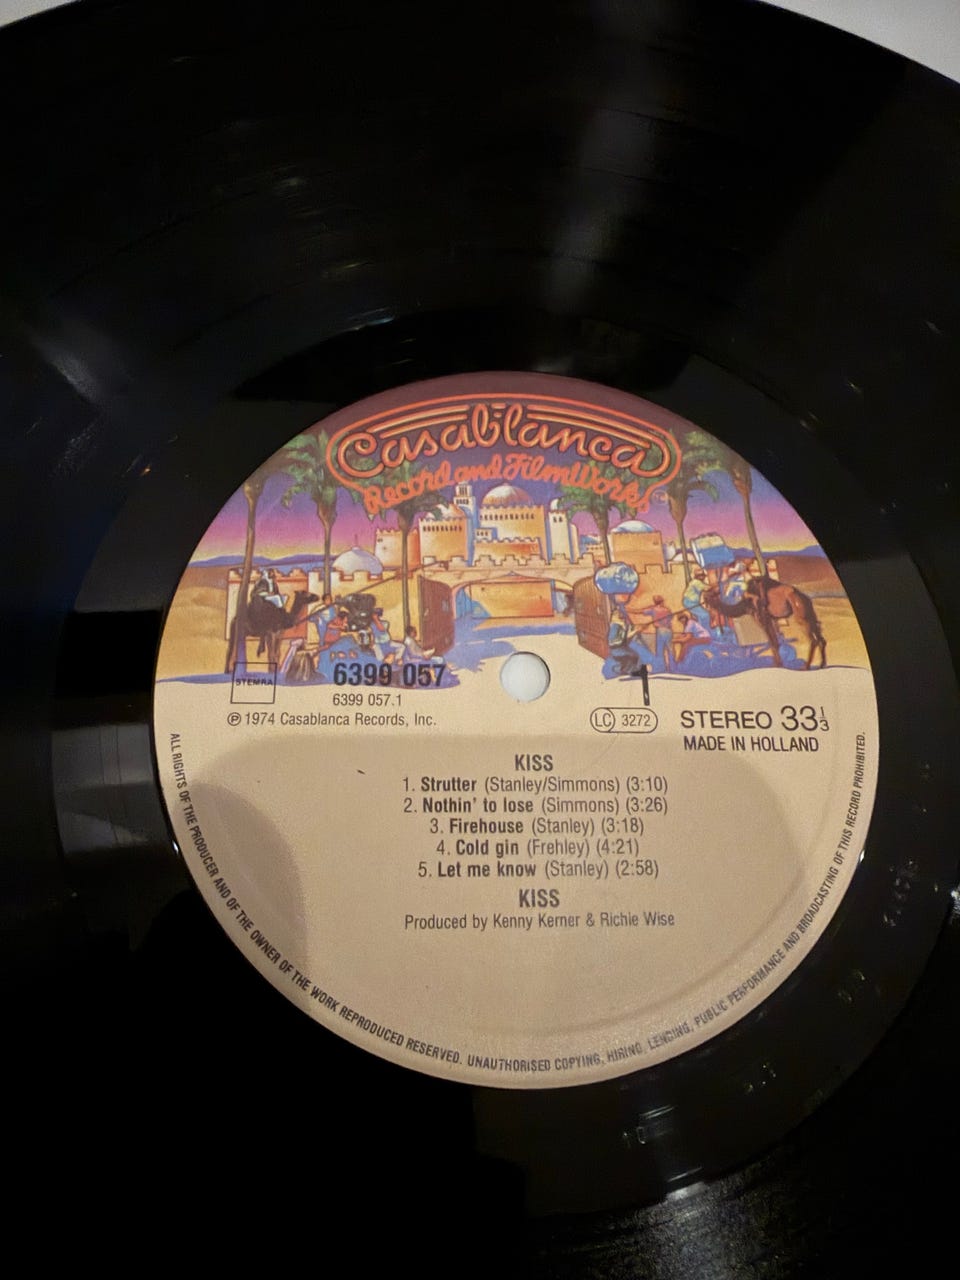 Casablanca
Record and FilmWorks
STEMRA
6399 057
6399 057.1
℗ 1974 Casablanca Records, Inc.
1
LC 3272
STEREO 33 1/3
MADE IN HOLLAND
KISS
1. Strutter (Stanley/Simmons) (3:10)
2. Nothin' to lose (Simmons) (3:26)
3. Firehouse (Stanley) (3:18)
4. Cold gin (Frehley) (4:21)
5. Let me know (Stanley) (2:58)
KISS
Produced by Kenny Kerner & Richie Wise
ALL RIGHTS OF THE PRODUCER AND OF THE OWNER OF THE WORK REPRODUCED RESERVED. UNAUTHORISED COPYING, HIRING, LENDING, PUBLIC PERFORMANCE AND BROADCASTING OF THIS RECORD PROHIBITED.